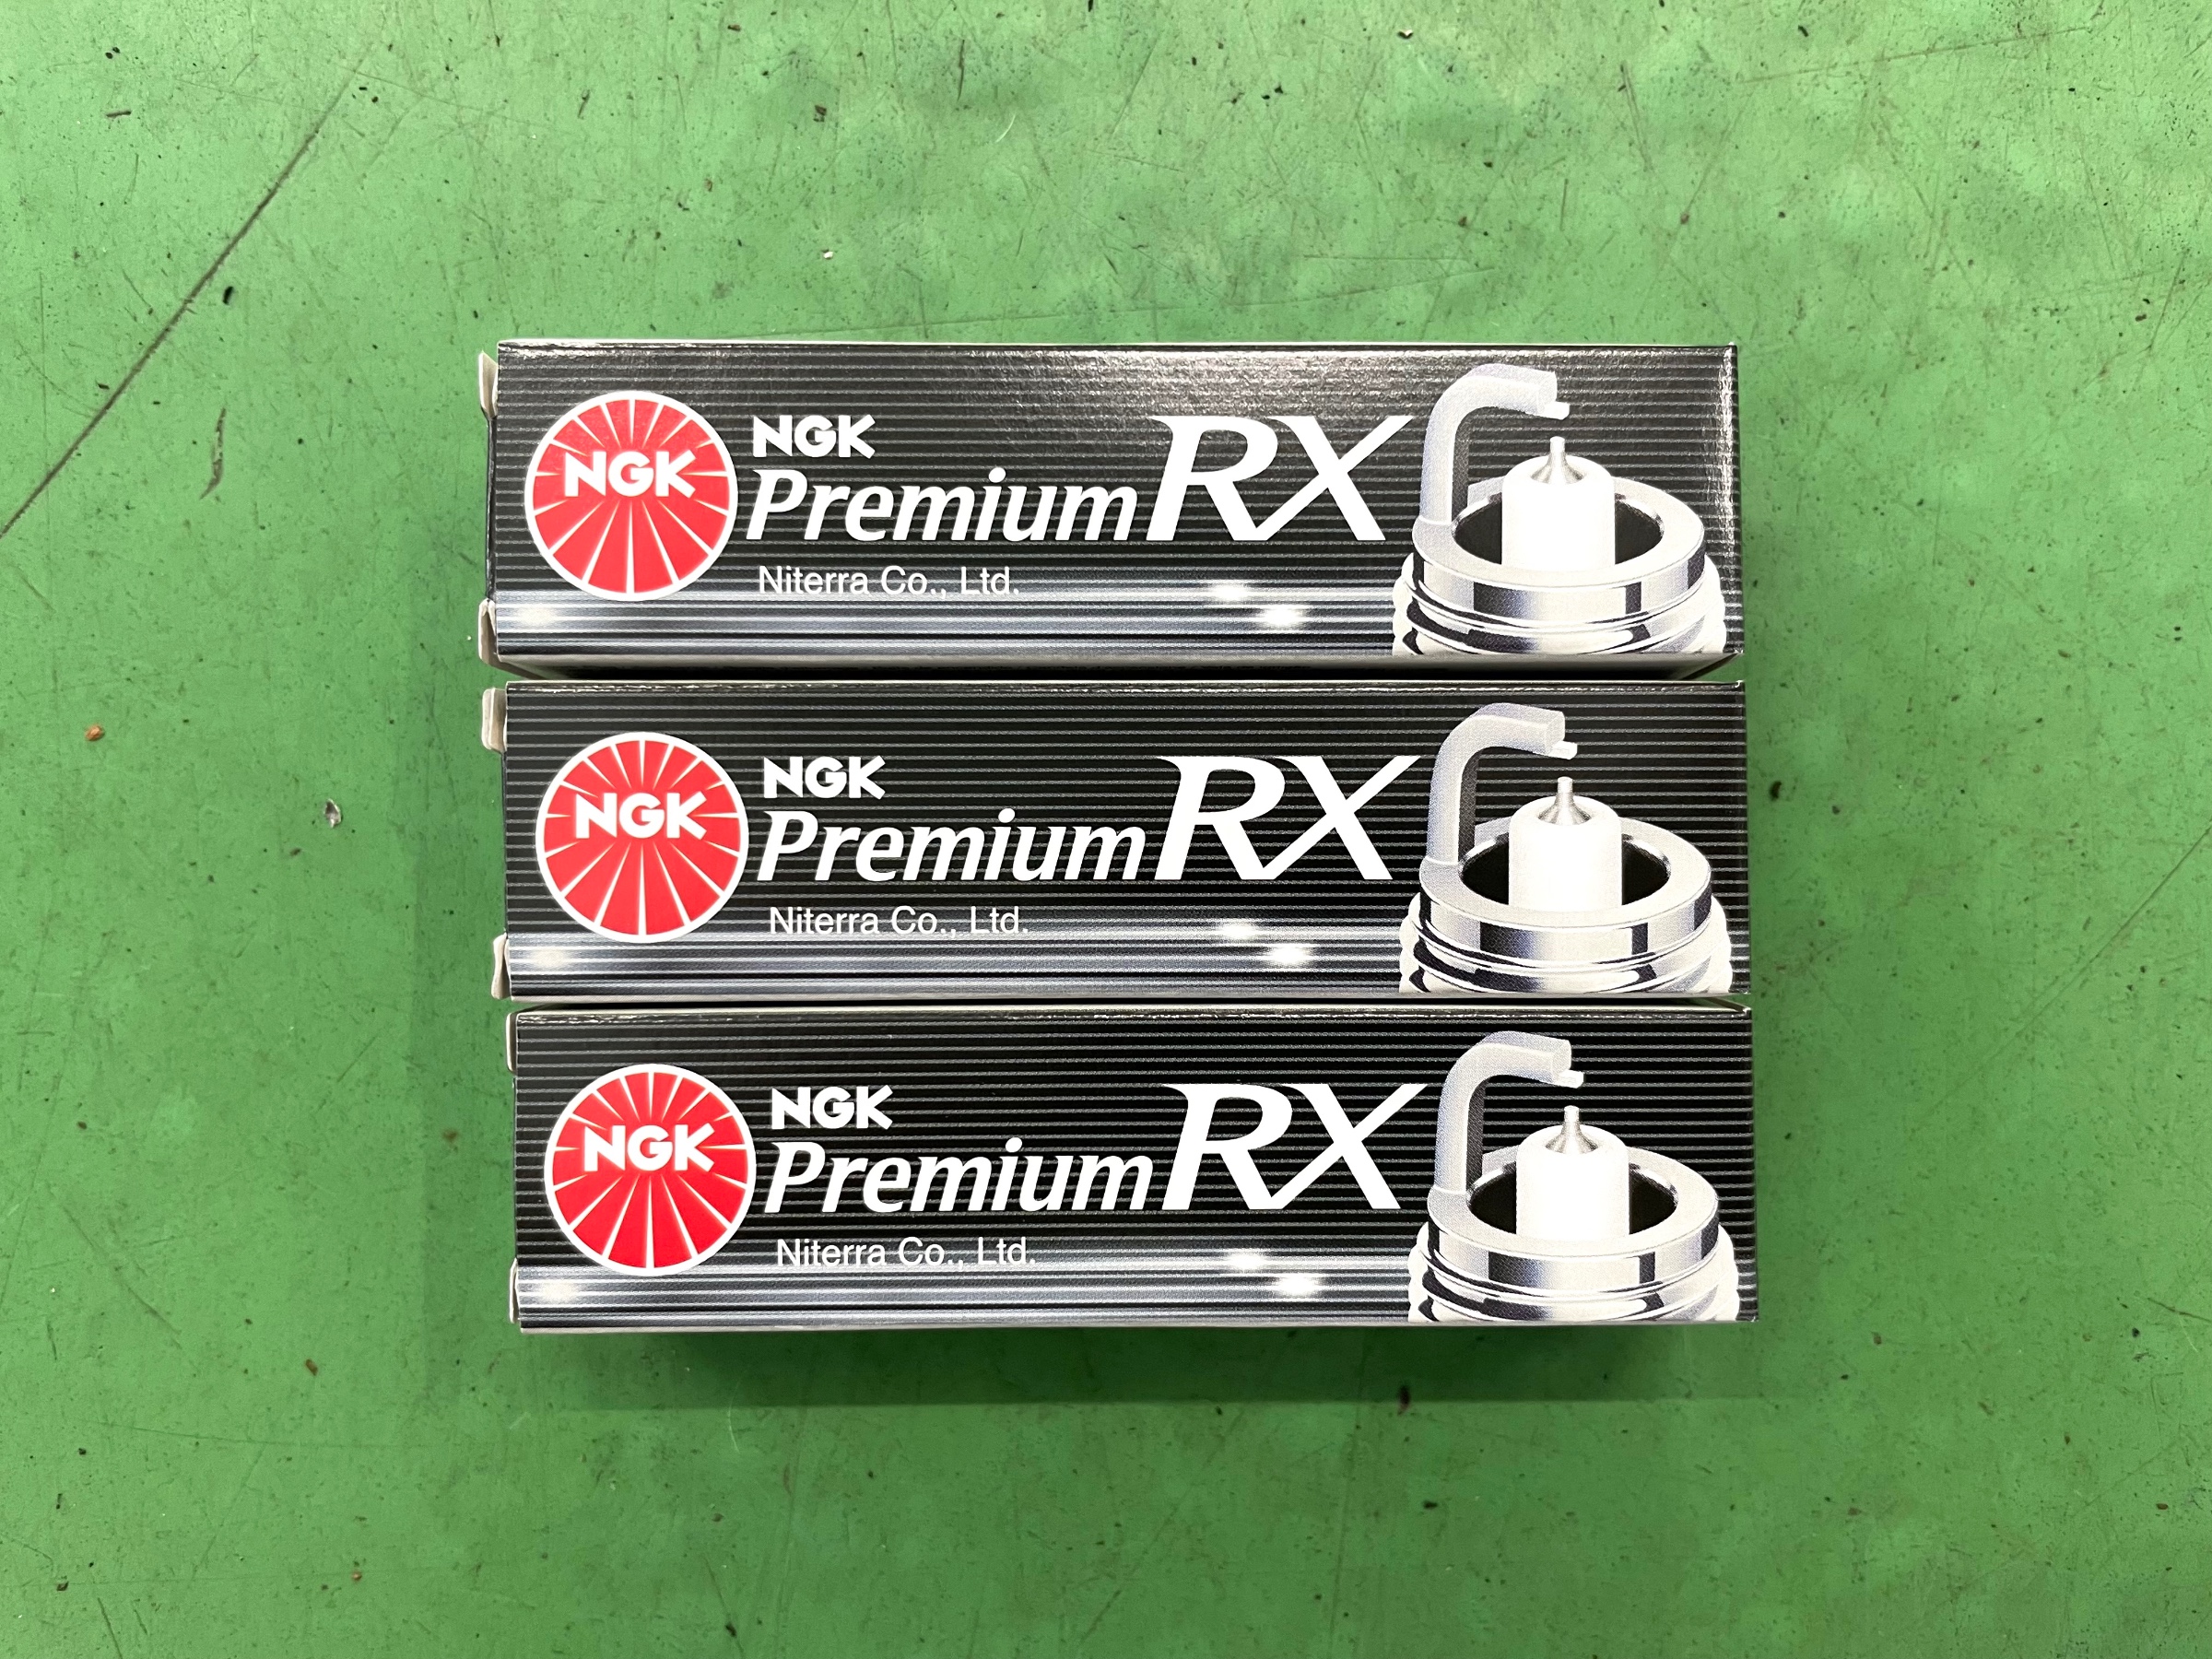 NGK
NGK
Premium RX
Niterra Co., Ltd.
NGK
NGK
Premium RX
Niterra Co., Ltd.
NGK
NGK
Premium RX
Niterra Co., Ltd.